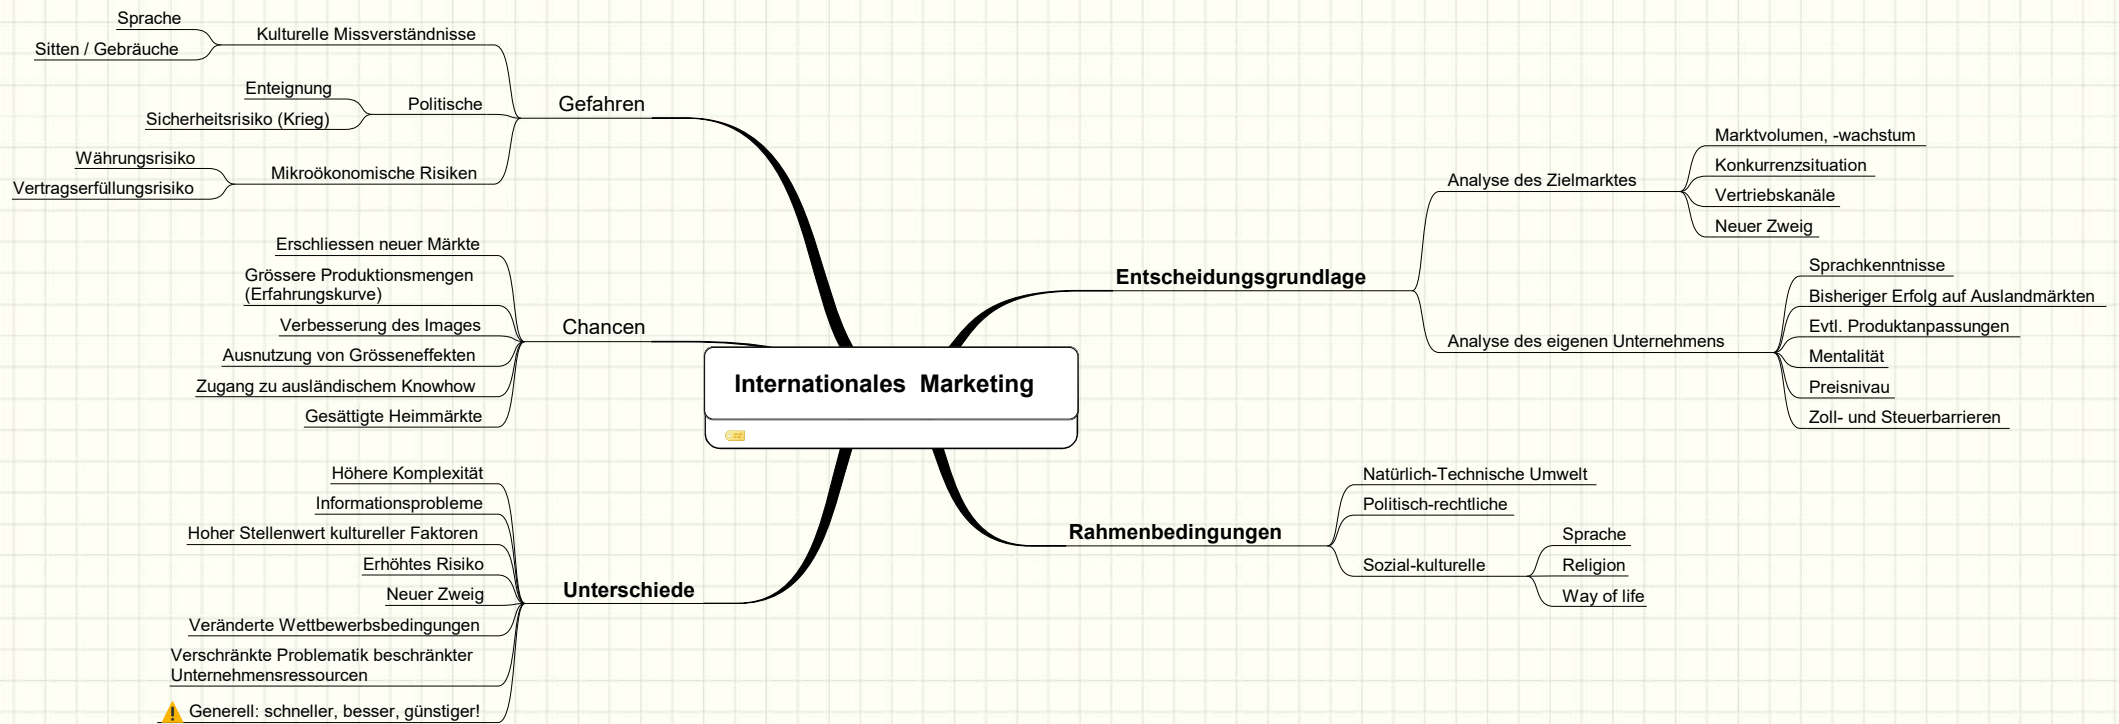 Internationales  Marketing
Gefahren
Kulturelle Missverständnisse
Sprache
Sitten / Gebräuche
Politische
Enteignung
Sicherheitsrisiko (Krieg)
Mikroökonomische Risiken
Währungsrisiko
Vertragserfüllungsrisiko
Chancen
Erschliessen neuer Märkte
Grössere Produktionsmengen
(Erfahrungskurve)
Verbesserung des Images
Ausnutzung von Grösseneffekten
Zugang zu ausländischem Knowhow
Gesättigte Heimmärkte
Unterschiede
Höhere Komplexität
Informationsprobleme
Hoher Stellenwert kultureller Faktoren
Erhöhtes Risiko
Neuer Zweig
Veränderte Wettbewerbsbedingungen
Verschränkte Problematik beschränkter
Unternehmensressourcen
Generell: schneller, besser, günstiger!
Entscheidungsgrundlage
Analyse des Zielmarktes
Marktvolumen, -wachstum
Konkurrenzsituation
Vertriebskanäle
Neuer Zweig
Analyse des eigenen Unternehmens
Sprachkenntnisse
Bisheriger Erfolg auf Auslandmärkten
Evtl. Produktanpassungen
Mentalität
Preisnivau
Zoll- und Steuerbarrieren
Rahmenbedingungen
Natürlich-Technische Umwelt
Politisch-rechtliche
Sozial-kulturelle
Sprache
Religion
Way of life